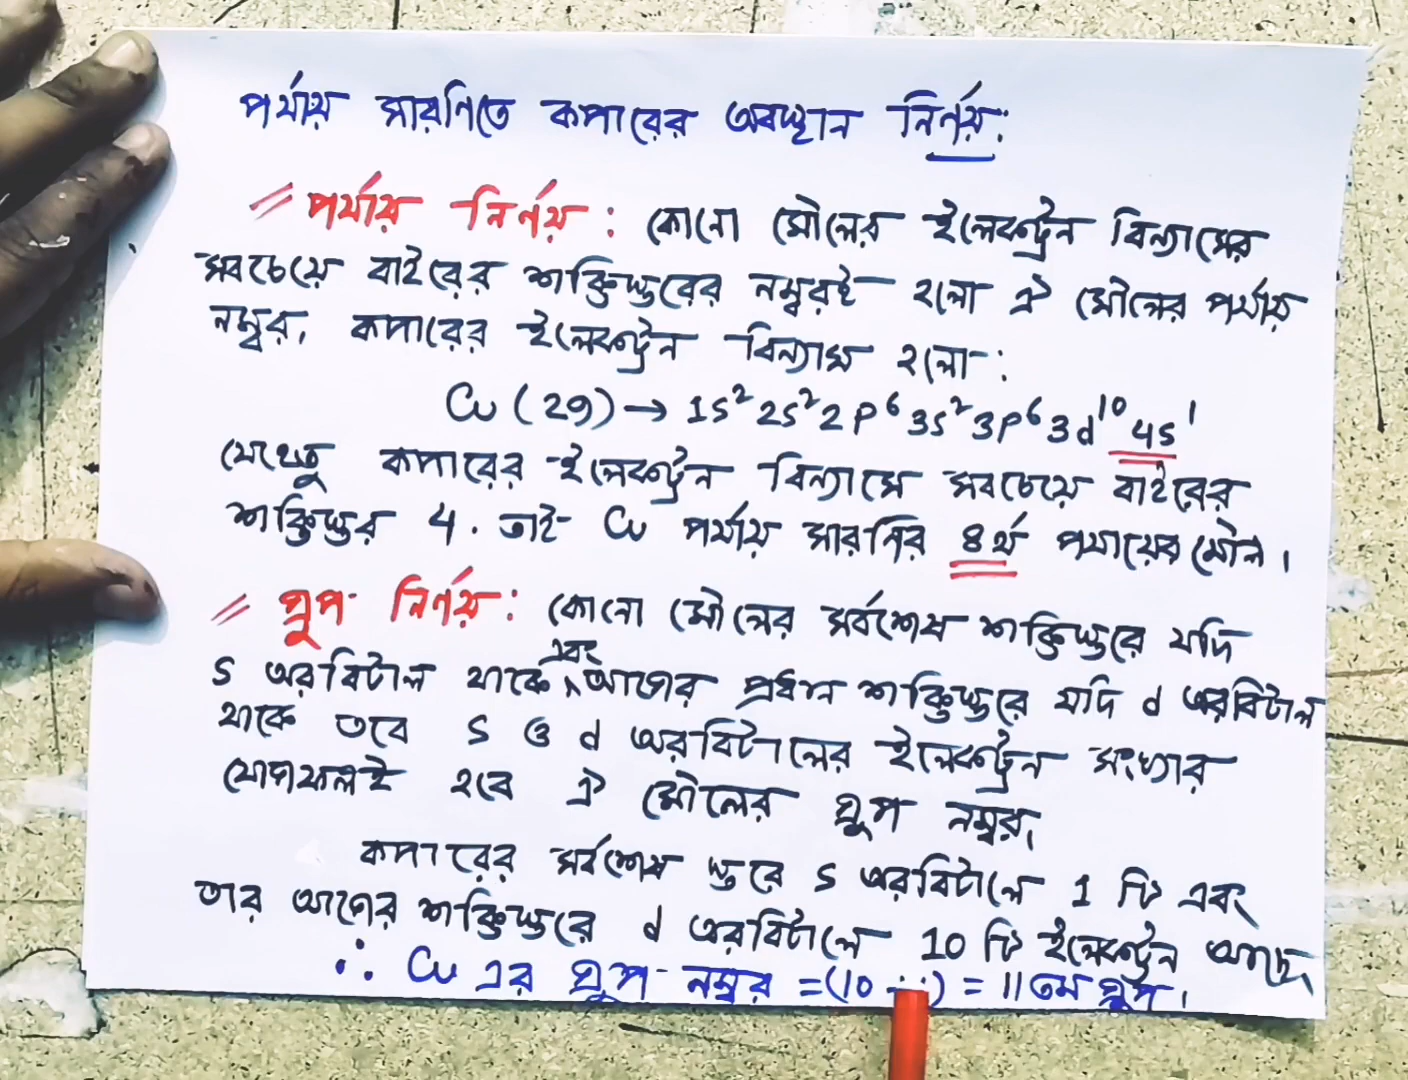 পর্যায় সারণিতে কপারের অবস্থান নির্ণয়:
পর্যায় নির্ণয় : কোনো মৌলের ইলেকট্রন বিন্যাসের
সবচেয়ে বাইরের শক্তিস্তরের নম্বরই হলো ঐ মৌলের পর্যায়
নম্বর, কপারের ইলেকট্রন বিন্যাস হলো :
Cu (29) → 1s² 2s² 2p⁶ 3s² 3p⁶ 3d¹⁰ 4s¹
যেহেতু কপারের ইলেকট্রন বিন্যাসে সবচেয়ে বাইরের
শক্তিস্তর 4 . তাই Cu পর্যায় সারণির ৪র্থ পযায়ের মৌল ।
গ্রুপ নির্ণয় : কোনো মৌলের সর্বশেষ শক্তিস্তরে যদি
s অরবিটাল থাকে এবং আগের প্রধান শক্তিস্তরে যদি d অরবিটাল
থাকে তবে s ও d অরবিটালের ইলেকট্রন সংখ্যার
যোগফলই হবে ঐ মৌলের গ্রুপ নম্বর,
কপারের সর্বশেষ স্তরে s অরবিটালে 1 টি এবং
তার আগের শক্তিস্তরে d অরবিটালে 10 টি ইলেকট্রন আছে,
∴ Cu এর গ্রুপ নম্বর = (10 ) = 11তম গ্রুপ ,